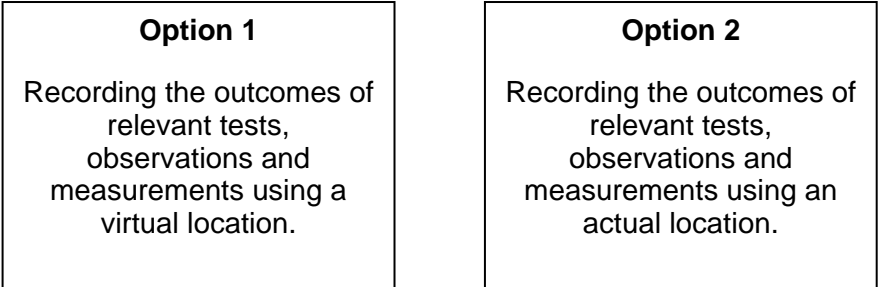 Option 1
Recording the outcomes of
relevant tests,
observations and
measurements using a
virtual location.
Option 2
Recording the outcomes of
relevant tests,
observations and
measurements using an
actual location.